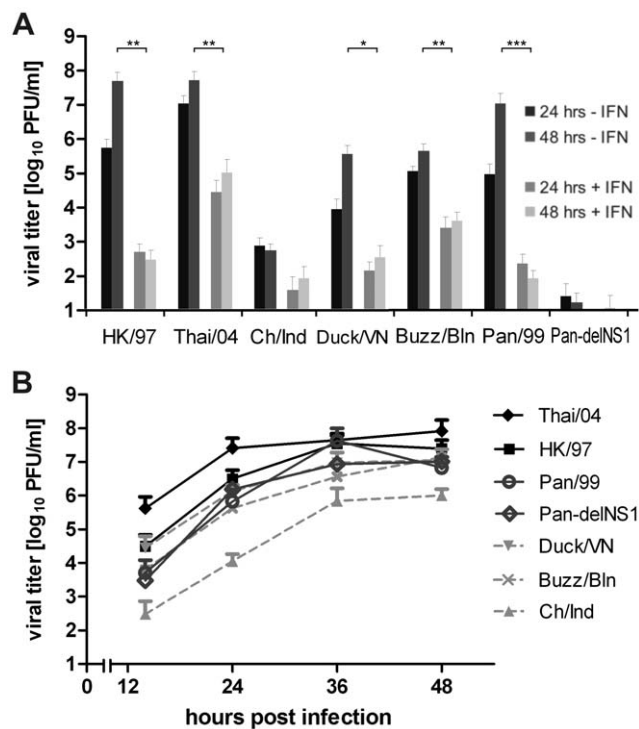 A
** ** * ** ***
8
7
6
5
4
3
2
1
viral titer [log10 PFU/ml]
24 hrs - IFN
48 hrs - IFN
24 hrs + IFN
48 hrs + IFN
HK/97 Thai/04 Ch/Ind Duck/VN Buzz/Bln Pan/99 Pan-delNS1
B
9
8
7
6
5
4
3
2
1
viral titer [log10 PFU/ml]
0 12 24 36 48
hours post infection
Thai/04
HK/97
Pan/99
Pan-delNS1
Duck/VN
Buzz/Bln
Ch/Ind